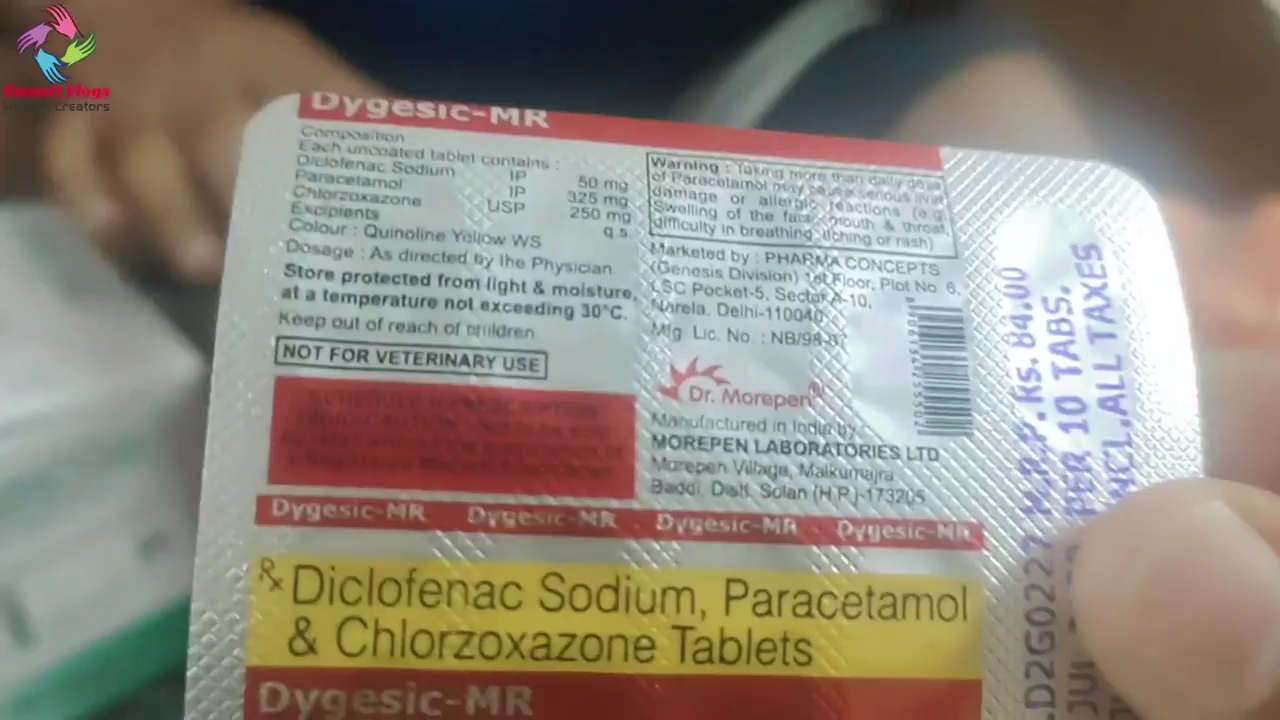 Creators
Dygesic-MR
Composition
Each uncoated tablet contains :
Diclofenac Sodium IP 50 mg
Paracetamol IP 325 mg
Chlorzoxazone USP 250 mg
Excipients q.s.
Colour : Quinoline Yellow WS
Dosage : As directed by the Physician
Store protected from light & moisture,
at a temperature not exceeding 30°C.
Keep out of reach of children
NOT FOR VETERINARY USE
Warning : Taking more than daily dose
of Paracetamol may cause serious liver
damage or allergic reactions (e.g
Swelling of the face, mouth & throat,
difficulty in breathing, itching or rash)
Marketed by : PHARMA CONCEPTS
(Genesis Division) 1st Floor, Plot No. 6,
LSC Pocket-5, Sector A-10,
Narela, Delhi-110040
Mfg. Lic. No. : NB/98
Dr. Morepen
Manufactured in India by
MOREPEN LABORATORIES LTD
Morepen Village, Malkumajra
Baddi, Distt. Solan (H.P.)-173205
Dygesic-MR Dygesic-MR Dygesic-MR Dygesic-MR
Rx Diclofenac Sodium, Paracetamol
& Chlorzoxazone Tablets
Dygesic-MR
M.R.P. Rs. 84.00
PER 10 TABS.
INCL.ALL TAXES